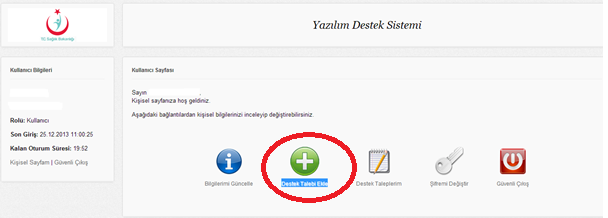 T.C. Sağlık Bakanlığı
Yazılım Destek Sistemi
Kullanıcı Bilgileri
Rolü: Kullanıcı
Son Giriş: 25.12.2013 11:00:25
Kalan Oturum Süresi: 19:52
Kişisel Sayfam | Güvenli Çıkış
Kullanıcı Sayfası
Sayın
Kişisel sayfanıza hoş geldiniz.
Aşağıdaki bağlantılardan kişisel bilgilerinizi inceleyip değiştirebilirsiniz.
Bilgilerimi Güncelle
Destek Talebi Ekle
Destek Taleplerim
Şifremi Değiştir
Güvenli Çıkış